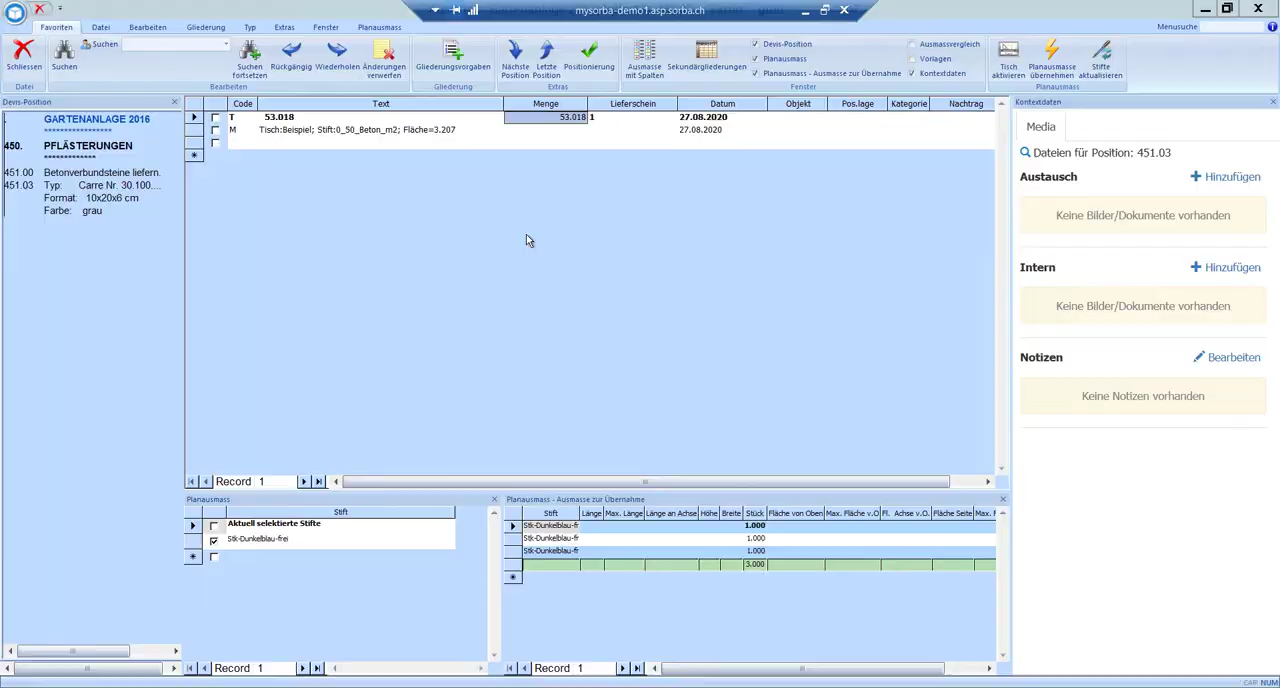 mysorba-demo1.asp.sorba.ch
Favoriten Datei Bearbeiten Gliederung Typ Extras Fenster Planausmass Menusuche
Schliessen
Suchen
Suchen
Suchen fortsetzen
Rückgängig
Wiederholen
Änderungen verwerfen
Gliederungsvorgaben
Nächste Position
Letzte Position
Positionierung
Ausmasse mit Spalten
Sekundärgliederungen
Devis-Position
Planausmass
Planausmass - Ausmasse zur Übernahme
Ausmassvergleich
Vorlagen
Kontextdaten
Tisch aktivieren
Planausmasse übernehmen
Stifte aktualisieren
Datei Bearbeiten Gliederung Extras Fenster Planausmass
Devis-Position
. GARTENANLAGE 2016
*****************
450. PFLÄSTERUNGEN
*************
451.00 Betonverbundsteine liefern.
451.03 Typ: Carre Nr. 30.100....
Format: 10x20x6 cm
Farbe: grau
Code Text Menge Lieferschein Datum Objekt Pos.lage Kategorie Nachtrag
T 53.018 53.018 1 27.08.2020
M Tisch:Beispiel; Stift:0_50_Beton_m2; Fläche=3.207 27.08.2020
Record 1
Kontextdaten
Media
Dateien für Position: 451.03
Austausch Hinzufügen
Keine Bilder/Dokumente vorhanden
Intern Hinzufügen
Keine Bilder/Dokumente vorhanden
Notizen Bearbeiten
Keine Notizen vorhanden
Planausmass
Stift
Aktuell selektierte Stifte
Stk-Dunkelblau-frei
Record 1
Planausmass - Ausmasse zur Übernahme
Stift Länge Max. Länge Länge an Achse Höhe Breite Stück Fläche von Oben Max. Fläche v.O Fl. Achse v.O. Fläche Seite Max. F
Stk-Dunkelblau-fr 1.000
Stk-Dunkelblau-fr 1.000
Stk-Dunkelblau-fr 1.000
3.000
Record 1
CAP NUM